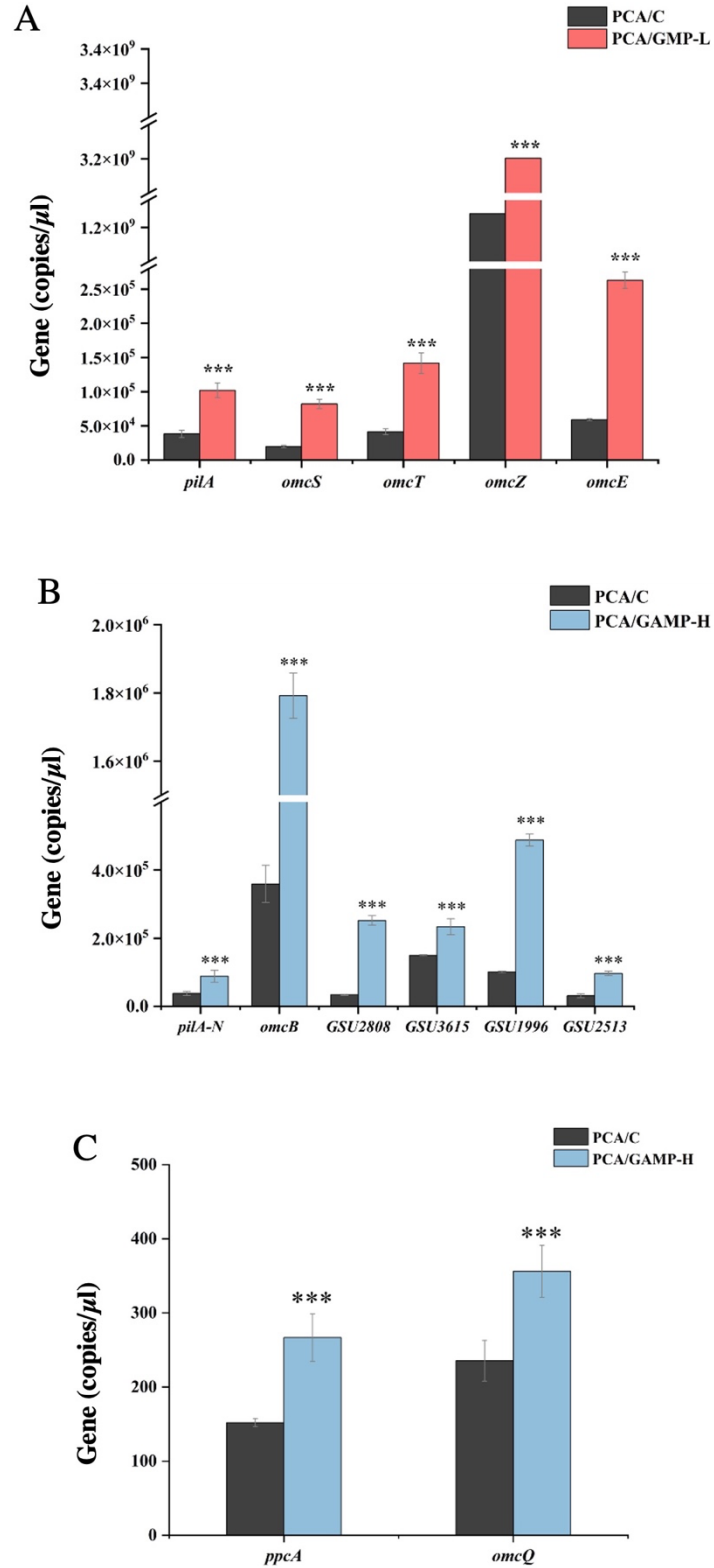 A
PCA/C
PCA/GMP-L
3.4×10⁹
3.4×10⁹
3.2×10⁹
1.2×10⁹
2.5×10⁵
2.0×10⁵
1.5×10⁵
1.0×10⁵
5.0×10⁴
0.0
Gene (copies/µl)
***
***
***
***
***
pilA omcS omcT omcZ omcE
B
PCA/C
PCA/GAMP-H
2.0×10⁶
1.8×10⁶
1.6×10⁶
4.0×10⁵
2.0×10⁵
0.0
Gene (copies/µl)
***
***
***
***
***
***
pilA-N omcB GSU2808 GSU3615 GSU1996 GSU2513
C
PCA/C
PCA/GAMP-H
500
400
300
200
100
0
Gene (copies/µl)
***
***
ppcA omcQ